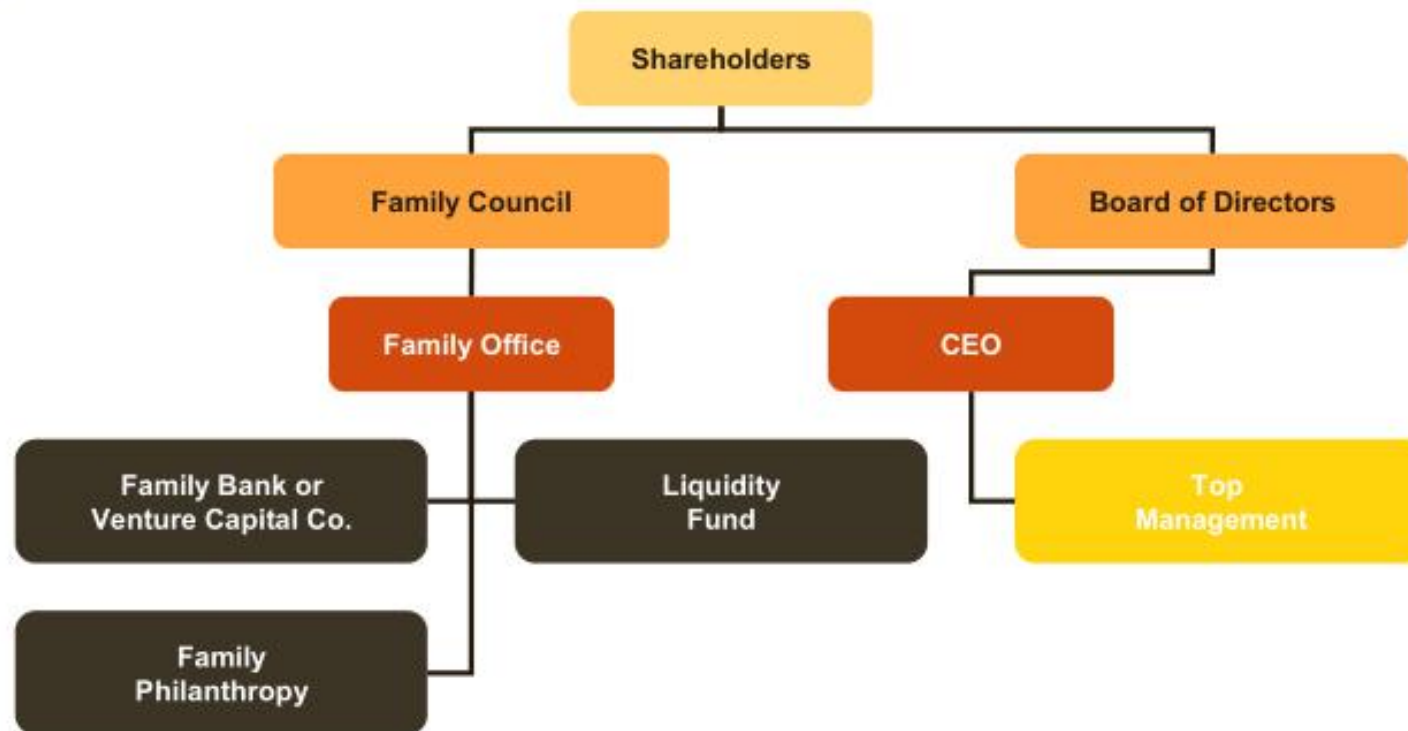 Shareholders
Family Council
Board of Directors
Family Office
CEO
Family Bank or
Venture Capital Co.
Liquidity
Fund
Top
Management
Family
Philanthropy